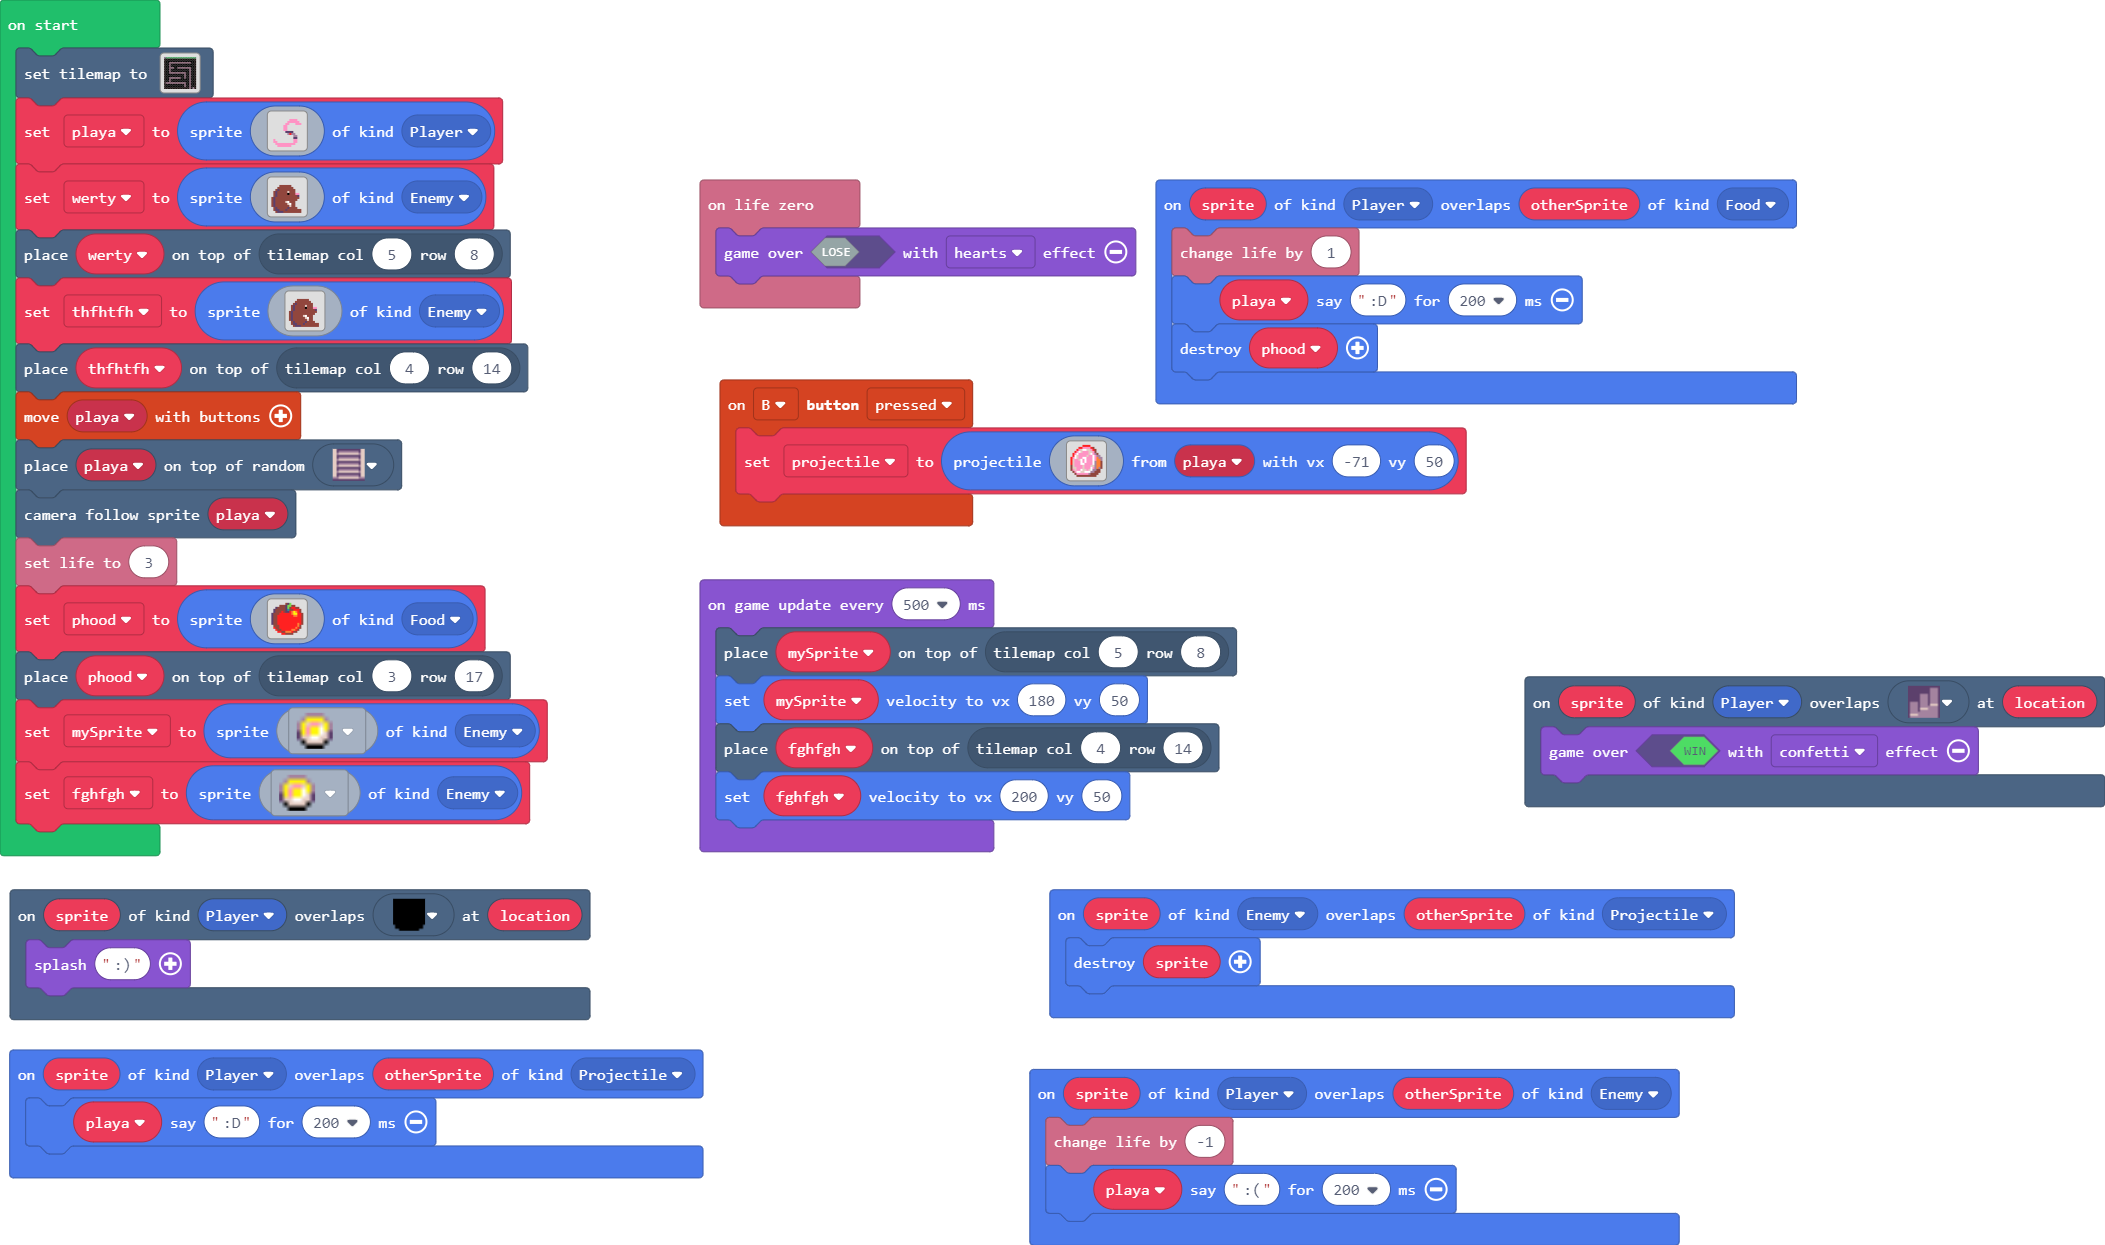 on start
set tilemap to
set playa to sprite of kind Player
set werty to sprite of kind Enemy
place werty on top of tilemap col 5 row 8
set thfhtfh to sprite of kind Enemy
place thfhtfh on top of tilemap col 4 row 14
move playa with buttons
place playa on top of random
camera follow sprite playa
set life to 3
set phood to sprite of kind Food
place phood on top of tilemap col 3 row 17
set mySprite to sprite of kind Enemy
set fghfgh to sprite of kind Enemy
on life zero
game over LOSE with hearts effect
on sprite of kind Player overlaps otherSprite of kind Food
change life by 1
playa say ":D" for 200 ms
destroy phood
on B button pressed
set projectile to projectile from playa with vx -71 vy 50
on game update every 500 ms
place mySprite on top of tilemap col 5 row 8
set mySprite velocity to vx 180 vy 50
place fghfgh on top of tilemap col 4 row 14
set fghfgh velocity to vx 200 vy 50
on sprite of kind Player overlaps at location
game over WIN with confetti effect
on sprite of kind Player overlaps at location
splash ":)"
on sprite of kind Enemy overlaps otherSprite of kind Projectile
destroy sprite
on sprite of kind Player overlaps otherSprite of kind Projectile
playa say ":D" for 200 ms
on sprite of kind Player overlaps otherSprite of kind Enemy
change life by -1
playa say ":(" for 200 ms